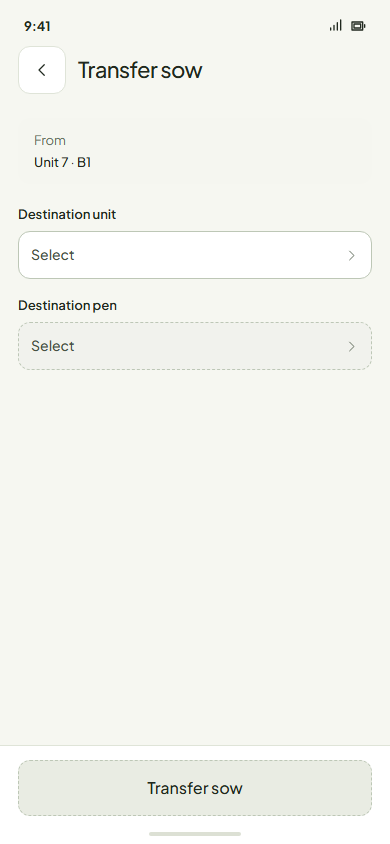 9:41
Transfer sow
From
Unit 7 · B1
Destination unit
Select
Destination pen
Select
Transfer sow